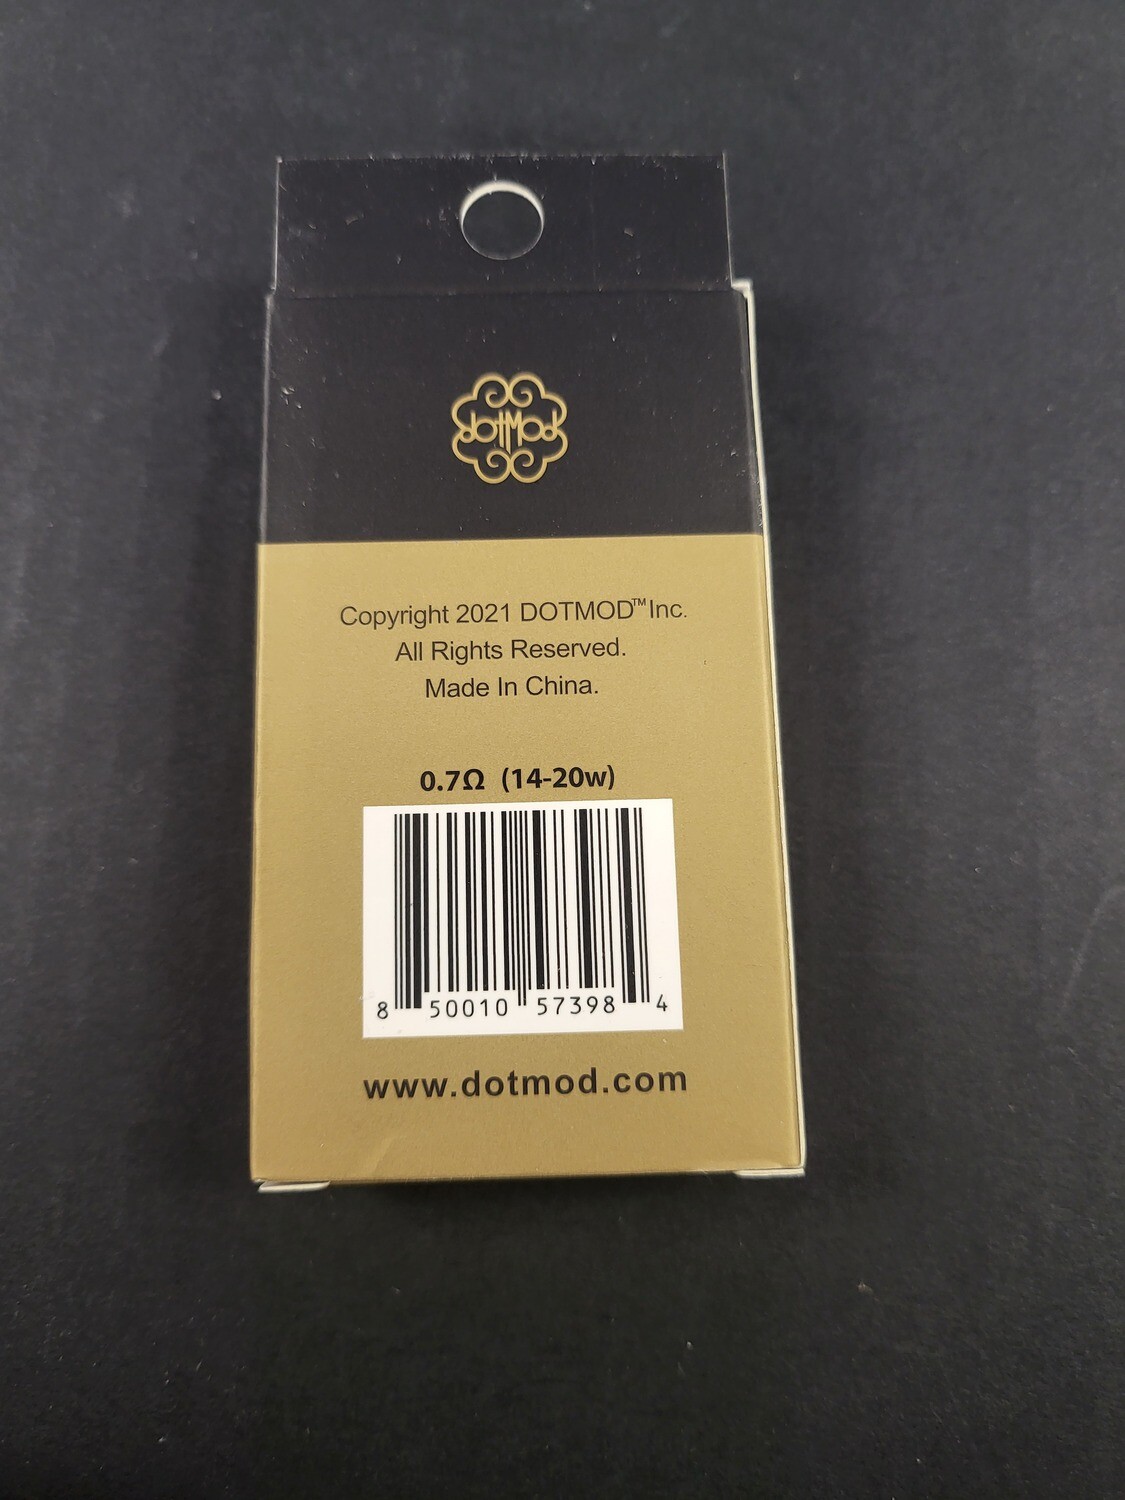 dotMod
Copyright 2021 DOTMOD™ Inc.
All Rights Reserved.
Made In China.
0.7Ω (14-20w)
8 50010 57398 4
www.dotmod.com